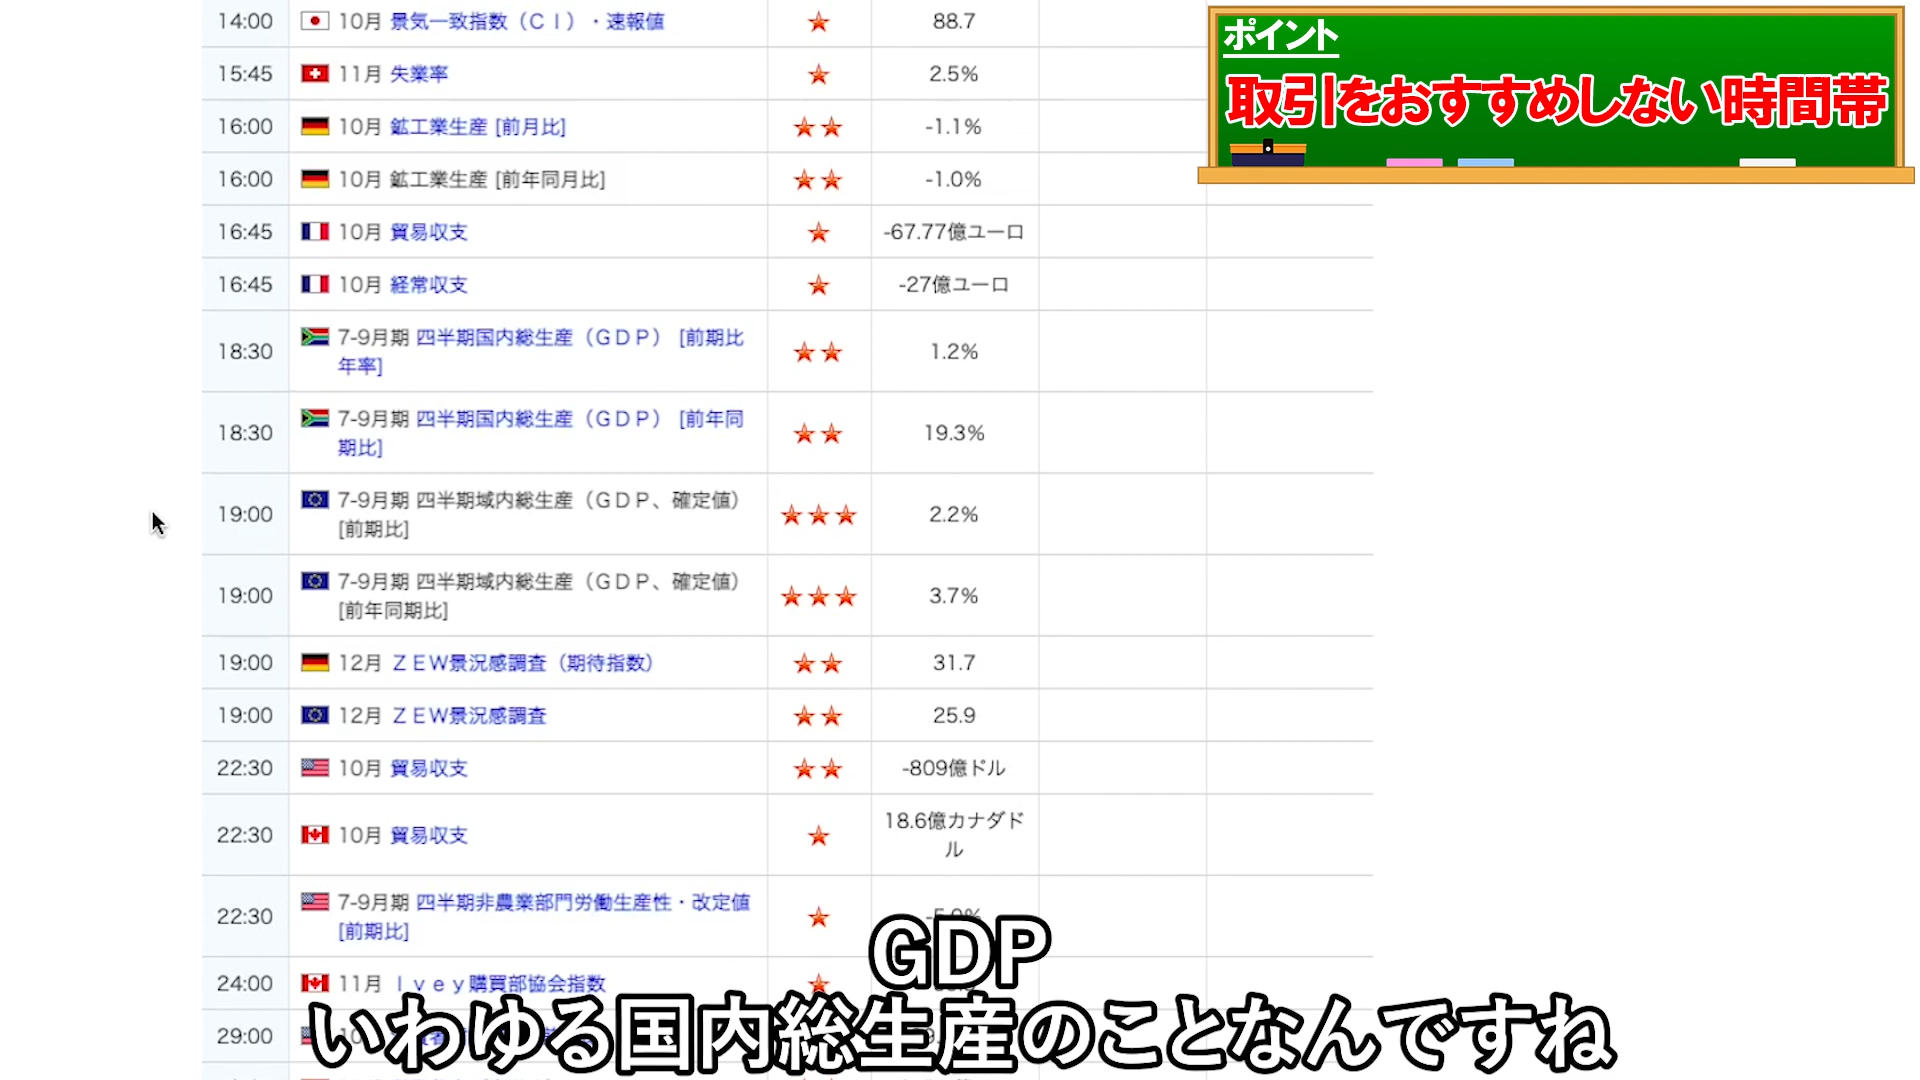 14:00 10月 景気一致指数（ＣＩ）・速報値 88.7
ポイント
取引をおすすめしない時間帯
15:45 11月 失業率 2.5%
16:00 10月 鉱工業生産 [前月比] -1.1%
16:00 10月 鉱工業生産 [前年同月比] -1.0%
16:45 10月 貿易収支 -67.77億ユーロ
16:45 10月 経常収支 -27億ユーロ
18:30 7-9月期 四半期国内総生産（ＧＤＰ） [前期比
年率] 1.2%
18:30 7-9月期 四半期国内総生産（ＧＤＰ） [前年同
期比] 19.3%
19:00 7-9月期 四半期域内総生産（ＧＤＰ、確定値）
[前期比] 2.2%
19:00 7-9月期 四半期域内総生産（ＧＤＰ、確定値）
[前年同期比] 3.7%
19:00 12月 ＺＥＷ景況感調査（期待指数） 31.7
19:00 12月 ＺＥＷ景況感調査 25.9
22:30 10月 貿易収支 -809億ドル
22:30 10月 貿易収支 18.6億カナダド
ル
22:30 7-9月期 四半期非農業部門労働生産性・改定値
[前期比]
24:00 11月 Ｉｖｅｙ購買部協会指数
29:00
GDP
いわゆる国内総生産のことなんですね